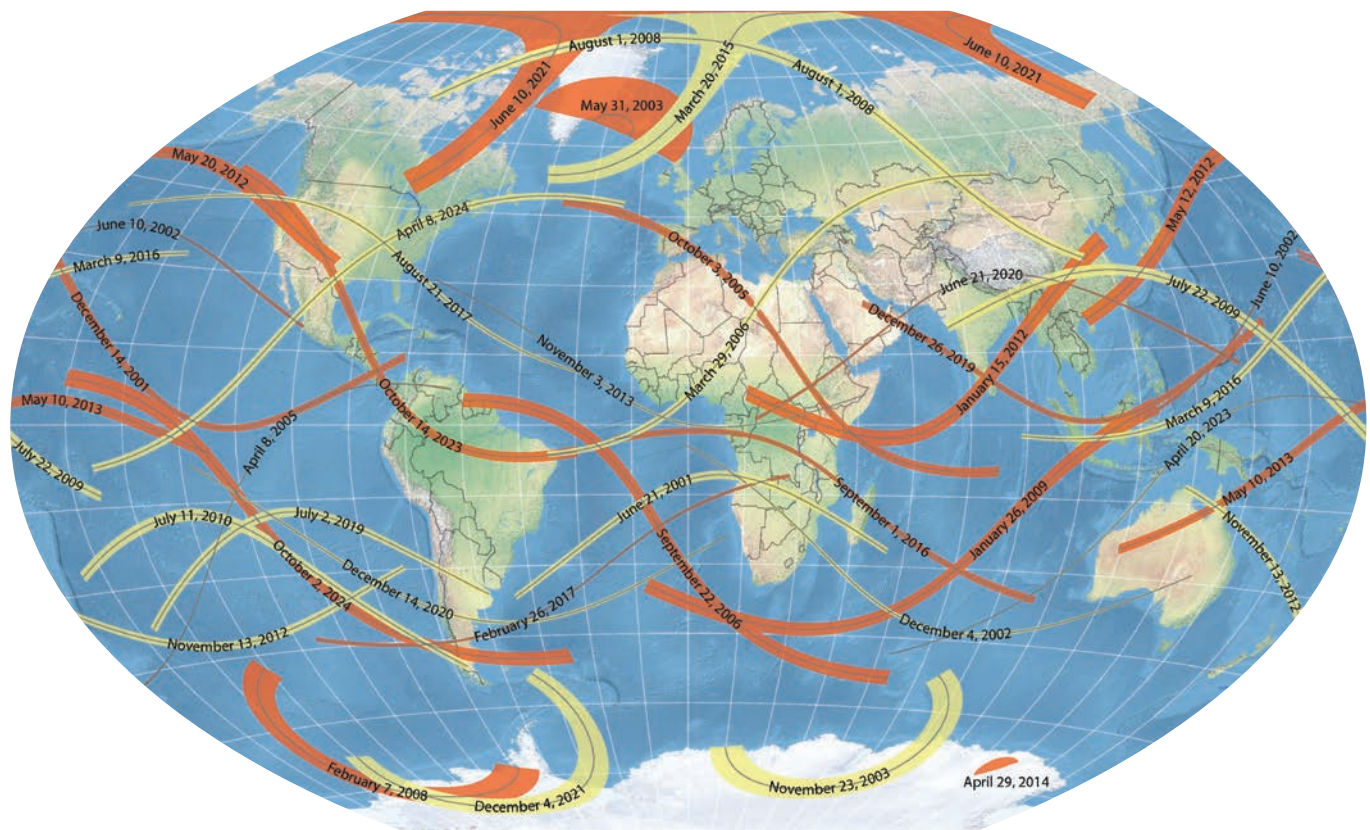 August 1, 2008
March 20, 2015
June 10, 2021
June 10, 2021
August 1, 2008
May 31, 2003
May 20, 2012
May 12, 2012
April 8, 2024
June 10, 2002
March 9, 2016
October 3, 2005
June 10, 2002
August 21, 2017
June 21, 2020
July 22, 2009
December 14, 2001
December 26, 2019
November 3, 2013
March 29, 2006
January 15, 2012
May 10, 2013
October 14, 2023
March 9, 2016
April 8, 2005
April 20, 2023
July 22, 2009
May 10, 2013
June 21, 2001
September 1, 2016
January 26, 2009
July 11, 2010
July 2, 2019
November 13, 2012
October 2, 2024
December 14, 2020
September 22, 2006
February 26, 2017
December 4, 2002
November 13, 2012
February 7, 2008
December 4, 2021
November 23, 2003
April 29, 2014